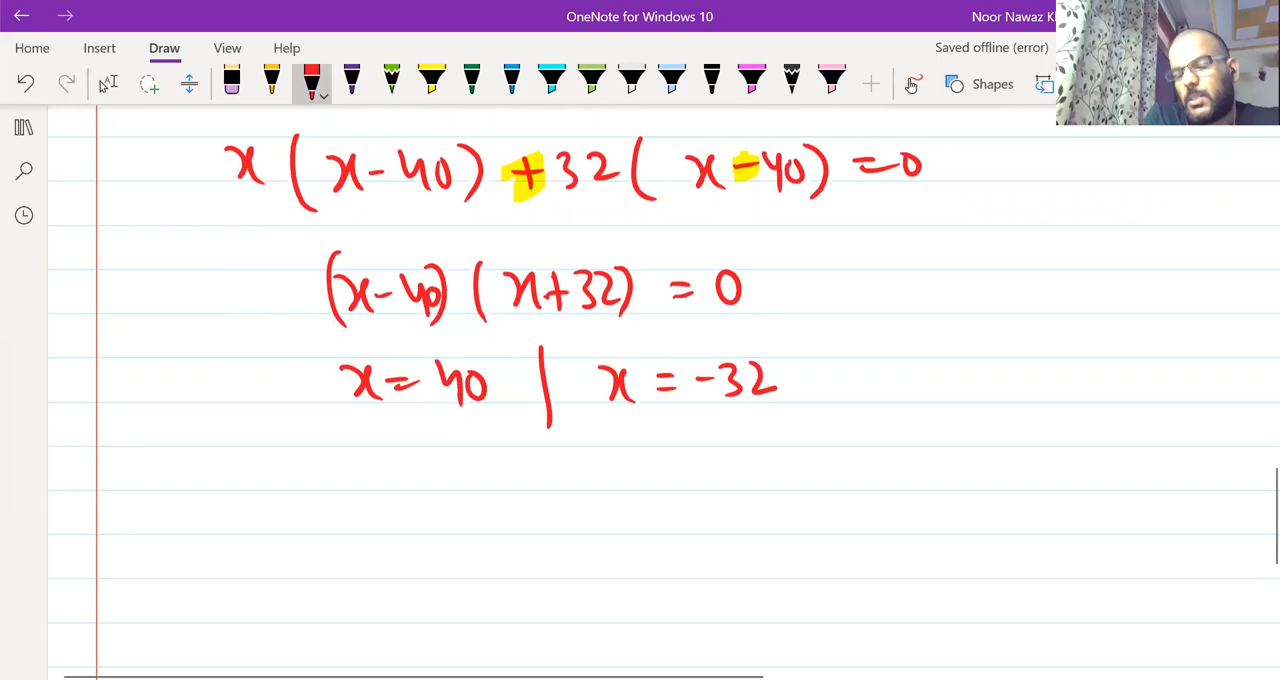 OneNote for Windows 10
Noor Nawaz K
Home Insert Draw View Help
Saved offline (error)
Shapes
x(x-40)+32(x-40)=0
(x-40)(x+32)=0
x=40 | x=-32